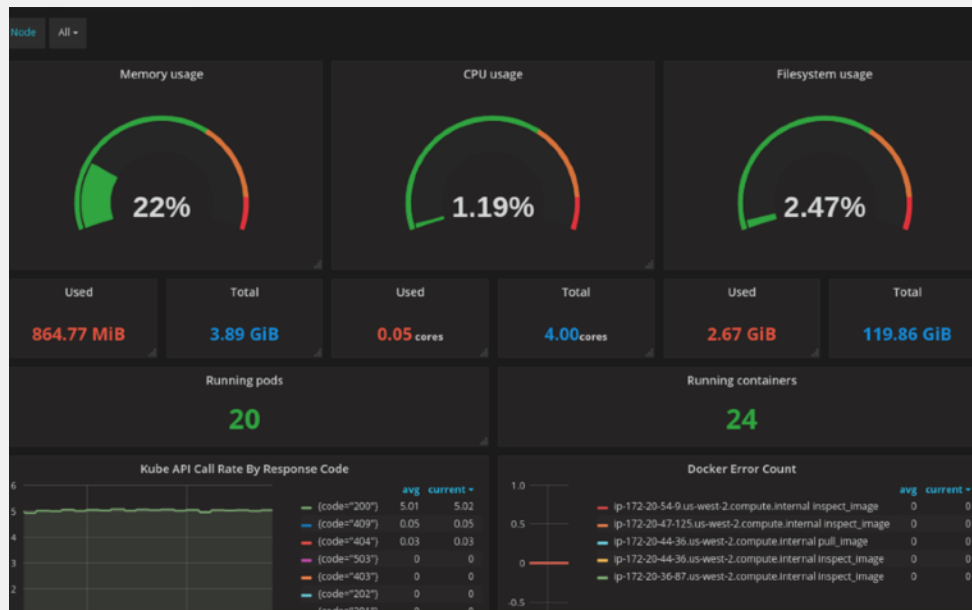 Node All
Memory usage
22%
CPU usage
1.19%
Filesystem usage
2.47%
Used
864.77 MiB
Total
3.89 GiB
Used
0.05 cores
Total
4.00 cores
Used
2.67 GiB
Total
119.86 GiB
Running pods
20
Running containers
24
Kube API Call Rate By Response Code
avg current
6
5
4
3
2
{code="200"} 5.01 5.02
{code="409"} 0.05 0.05
{code="404"} 0.03 0.03
{code="503"} 0 0
{code="403"} 0 0
{code="202"} 0 0
Docker Error Count
avg current
1.0
0.5
0
-0.5
ip-172-20-54-9.us-west-2.compute.internal inspect_image 0 0
ip-172-20-47-125.us-west-2.compute.internal inspect_image 0 0
ip-172-20-44-36.us-west-2.compute.internal pull_image 0 0
ip-172-20-44-36.us-west-2.compute.internal inspect_image 0 0
ip-172-20-36-87.us-west-2.compute.internal inspect_image 0 0